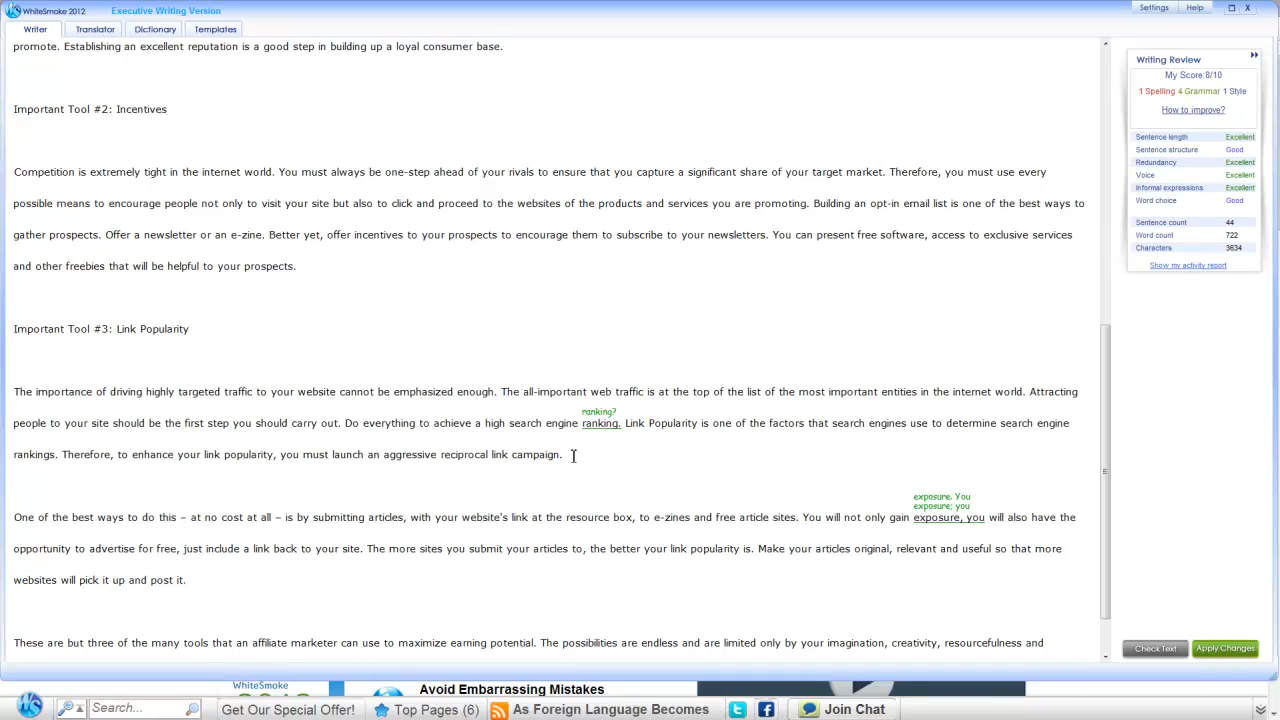 WhiteSmoke 2012 Executive Writing Version Settings Help
Writer Translator Dictionary Templates
promote. Establishing an excellent reputation is a good step in building up a loyal consumer base.
Important Tool #2: Incentives
Competition is extremely tight in the internet world. You must always be one-step ahead of your rivals to ensure that you capture a significant share of your target market. Therefore, you must use every
possible means to encourage people not only to visit your site but also to click and proceed to the websites of the products and services you are promoting. Building an opt-in email list is one of the best ways to
gather prospects. Offer a newsletter or an e-zine. Better yet, offer incentives to your prospects to encourage them to subscribe to your newsletters. You can present free software, access to exclusive services
and other freebies that will be helpful to your prospects.
Important Tool #3: Link Popularity
The importance of driving highly targeted traffic to your website cannot be emphasized enough. The all-important web traffic is at the top of the list of the most important entities in the internet world. Attracting
ranking?
people to your site should be the first step you should carry out. Do everything to achieve a high search engine ranking. Link Popularity is one of the factors that search engines use to determine search engine
rankings. Therefore, to enhance your link popularity, you must launch an aggressive reciprocal link campaign.
exposure. You
exposure; you
One of the best ways to do this – at no cost at all – is by submitting articles, with your website's link at the resource box, to e-zines and free article sites. You will not only gain exposure, you will also have the
opportunity to advertise for free, just include a link back to your site. The more sites you submit your articles to, the better your link popularity is. Make your articles original, relevant and useful so that more
websites will pick it up and post it.
These are but three of the many tools that an affiliate marketer can use to maximize earning potential. The possibilities are endless and are limited only by your imagination, creativity, resourcefulness and
Writing Review
My Score:8/10
1 Spelling 4 Grammar 1 Style
How to improve?
Sentence length Excellent
Sentence structure Good
Redundancy Excellent
Voice Excellent
Informal expressions Excellent
Word choice Good
Sentence count 44
Word count 722
Characters 3634
Show my activity report
Check Text Apply Changes
WhiteSmoke
Avoid Embarrassing Mistakes
Search... Get Our Special Offer! Top Pages (6) As Foreign Language Becomes Join Chat